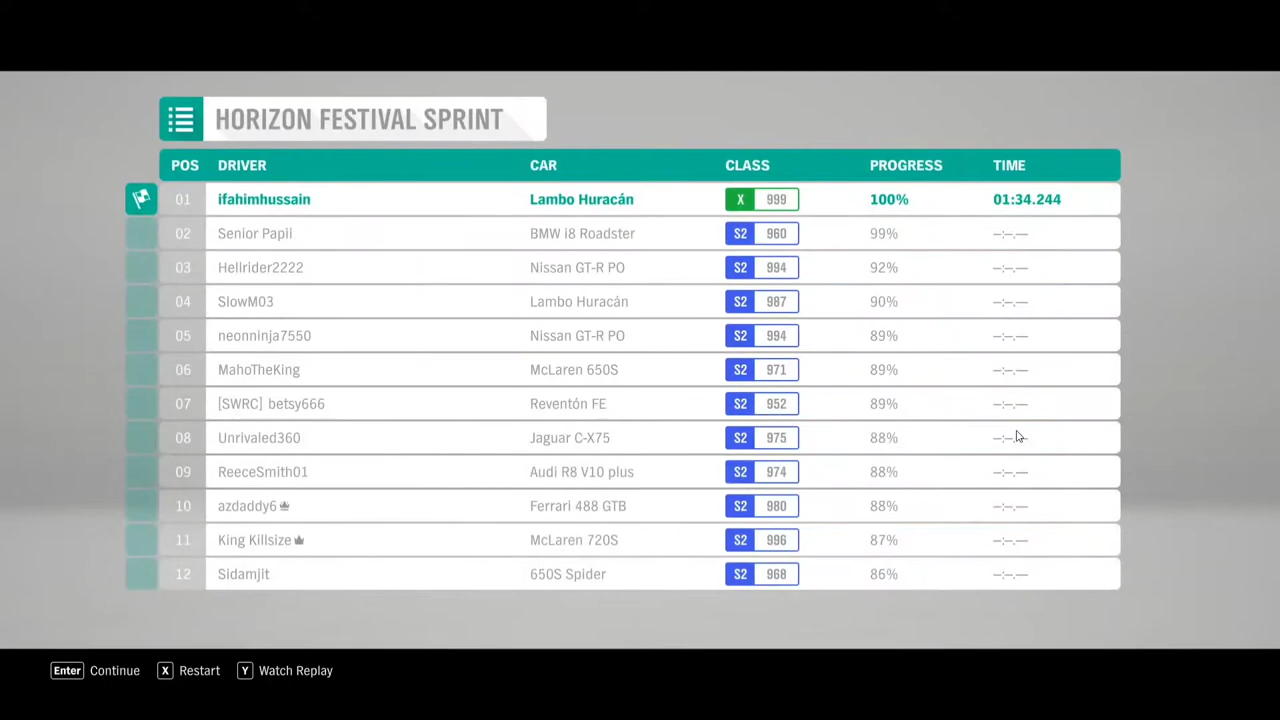 HORIZON FESTIVAL SPRINT
POS DRIVER CAR CLASS PROGRESS TIME
01 ifahimhussain Lambo Huracán X 999 100% 01:34.244
02 Senior Papii BMW i8 Roadster S2 960 99% --:--.---
03 Hellrider2222 Nissan GT-R PO S2 994 92% --:--.---
04 SlowM03 Lambo Huracán S2 987 90% --:--.---
05 neonninja7550 Nissan GT-R PO S2 994 89% --:--.---
06 MahoTheKing McLaren 650S S2 971 89% --:--.---
07 [SWRC] betsy666 Reventón FE S2 952 89% --:--.---
08 Unrivaled360 Jaguar C-X75 S2 975 88% --:--.---
09 ReeceSmith01 Audi R8 V10 plus S2 974 88% --:--.---
10 azdaddy6 Ferrari 488 GTB S2 980 88% --:--.---
11 King Killsize McLaren 720S S2 996 87% --:--.---
12 Sidamjit 650S Spider S2 968 86% --:--.---
Enter Continue X Restart Y Watch Replay